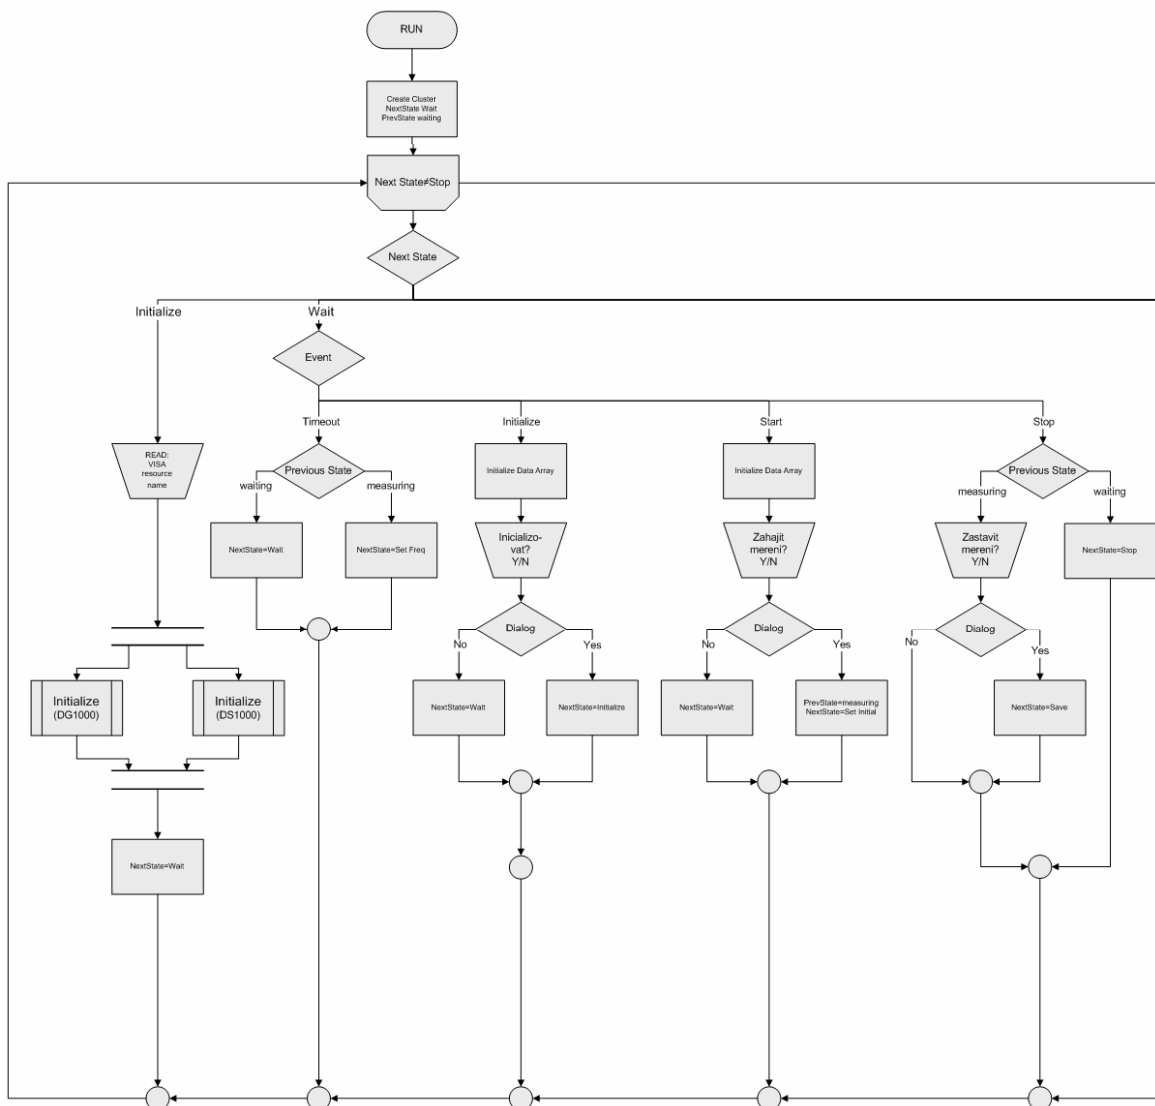 RUN
Create Cluster
NextState Wait
PrevState waiting
Next State≠Stop
Next State
Initialize
Wait
Event
Timeout
Initialize
Start
Stop
READ:
VISA
resource
name
Previous State
waiting
measuring
Initialize Data Array
Initialize Data Array
Previous State
measuring
waiting
NextState=Wait
NextState=Set Freq
Inicializo-
vat?
Y/N
Zahajit
mereni?
Y/N
Zastavit
mereni?
Y/N
NextState=Stop
Dialog
No
Yes
Dialog
No
Yes
Dialog
No
Yes
Initialize
(DG1000)
Initialize
(DS1000)
NextState=Wait
NextState=Initialize
NextState=Wait
PrevState=measuring
NextState=Set Initial
NextState=Save
NextState=Wait